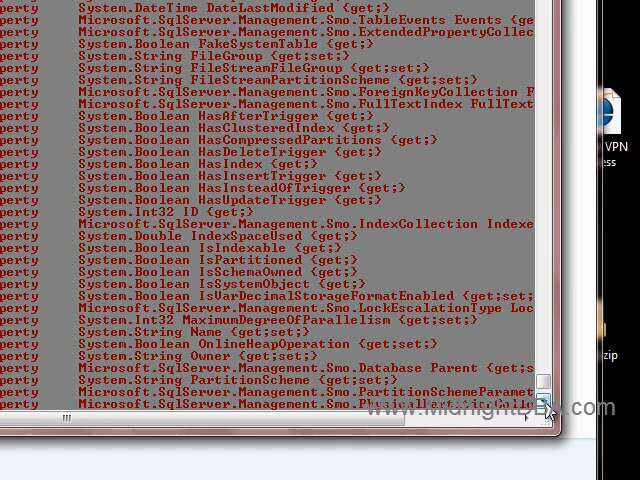 perty System.DateTime DateLastModified {get;}
perty Microsoft.SqlServer.Management.Smo.TableEvents Events {ge
perty Microsoft.SqlServer.Management.Smo.ExtendedPropertyCollec
perty System.Boolean FakeSystemTable {get;}
perty System.String FileGroup {get;set;}
perty System.String FileStreamFileGroup {get;set;}
perty System.String FileStreamPartitionScheme {get;set;}
perty Microsoft.SqlServer.Management.Smo.ForeignKeyCollection F
perty Microsoft.SqlServer.Management.Smo.FullTextIndex FullText
perty System.Boolean HasAfterTrigger {get;}
perty System.Boolean HasClusteredIndex {get;}
perty System.Boolean HasCompressedPartitions {get;}
perty System.Boolean HasDeleteTrigger {get;}
perty System.Boolean HasIndex {get;}
perty System.Boolean HasInsertTrigger {get;}
perty System.Boolean HasInsteadOfTrigger {get;}
perty System.Boolean HasUpdateTrigger {get;}
perty System.Int32 ID {get;}
perty Microsoft.SqlServer.Management.Smo.IndexCollection Indexe
perty System.Double IndexSpaceUsed {get;}
perty System.Boolean IsIndexable {get;}
perty System.Boolean IsPartitioned {get;}
perty System.Boolean IsSchemaOwned {get;}
perty System.Boolean IsSystemObject {get;}
perty System.Boolean IsVarDecimalStorageFormatEnabled {get;set;
perty Microsoft.SqlServer.Management.Smo.LockEscalationType Loc
perty System.Int32 MaximumDegreeOfParallelism {get;set;}
perty System.String Name {get;set;}
perty System.Boolean OnlineHeapOperation {get;set;}
perty System.String Owner {get;set;}
perty Microsoft.SqlServer.Management.Smo.Database Parent {get;s
perty System.String PartitionScheme {get;set;}
perty Microsoft.SqlServer.Management.Smo.PartitionSchemeParamet
perty Microsoft.SqlServer.Management.Smo.PhysicalPartitionColle
VPN
ess
zip